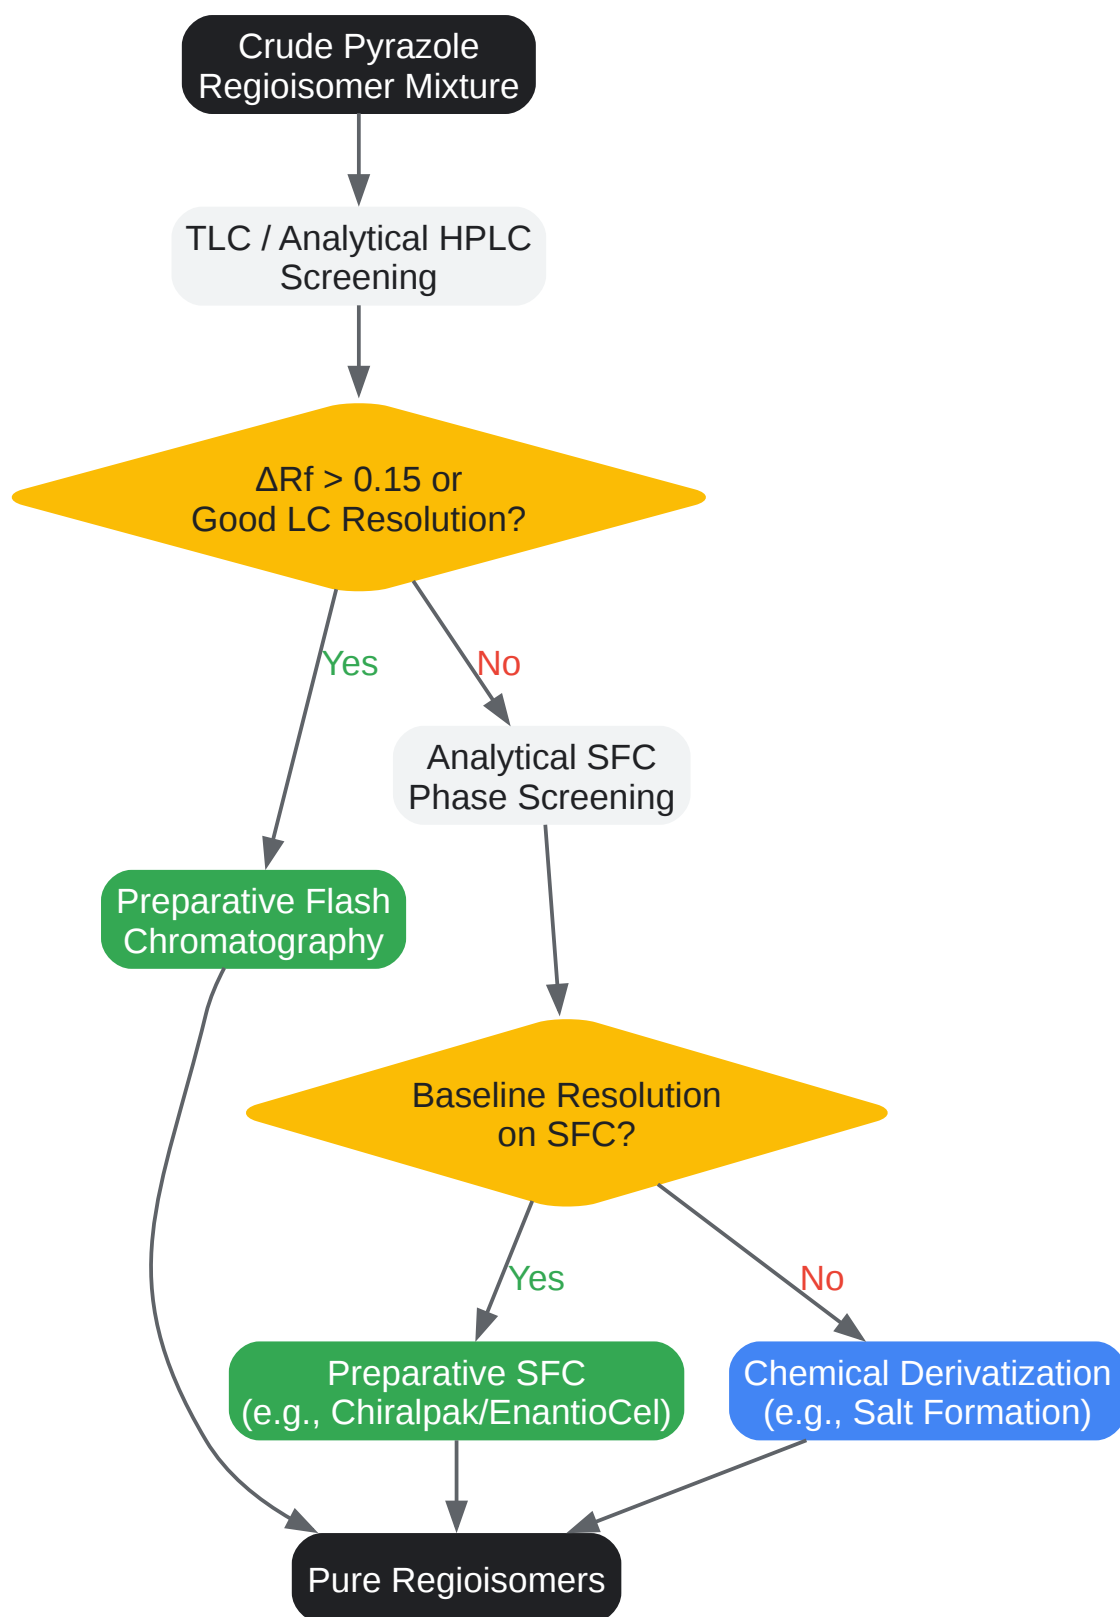 Crude Pyrazole
Regioisomer Mixture
TLC / Analytical HPLC
Screening
ΔRf > 0.15 or
Good LC Resolution?
Yes
No
Analytical SFC
Phase Screening
Preparative Flash
Chromatography
Baseline Resolution
on SFC?
Yes
No
Preparative SFC
(e.g., Chiralpak/EnantioCel)
Chemical Derivatization
(e.g., Salt Formation)
Pure Regioisomers